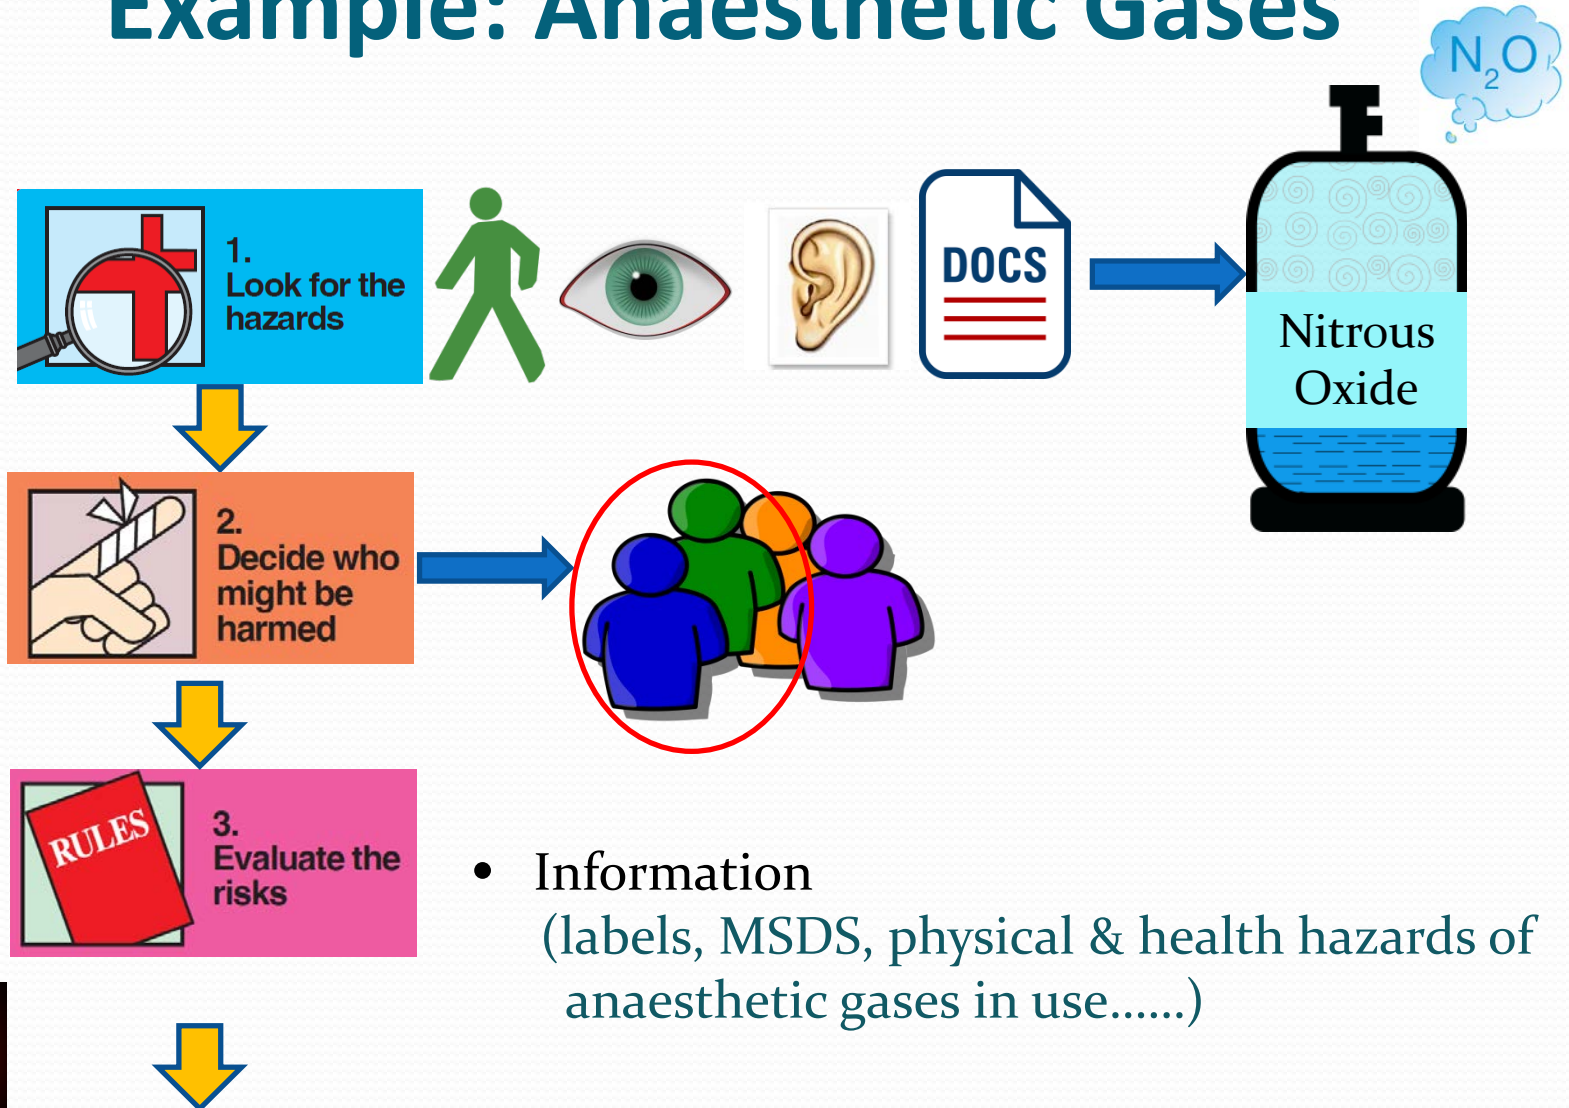 Example: Anaesthetic Gases
N₂O
1.
Look for the
hazards
DOCS
Nitrous
Oxide
2.
Decide who
might be
harmed
RULES
3.
Evaluate the
risks
• Information
(labels, MSDS, physical & health hazards of
anaesthetic gases in use......)